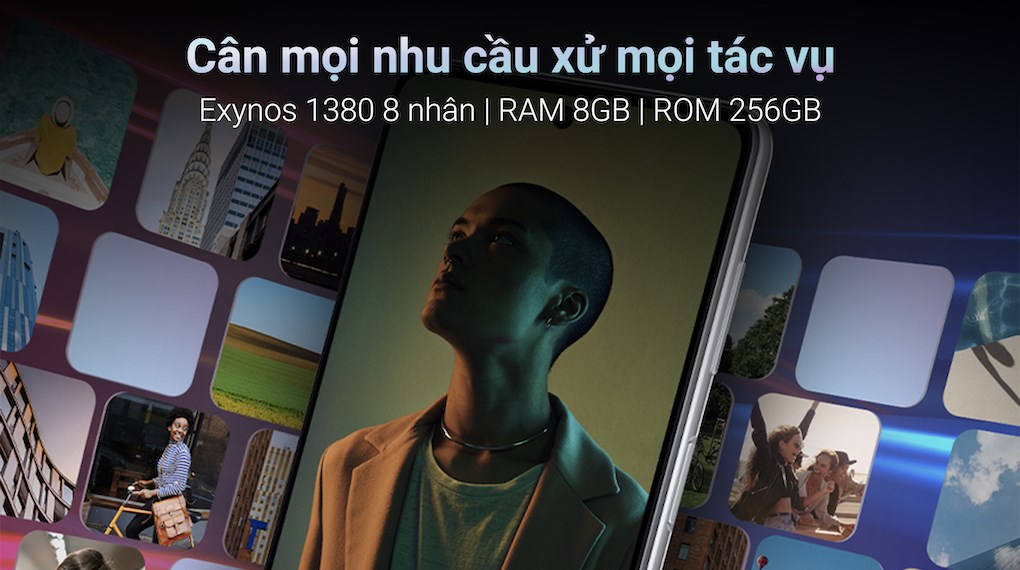 Cân mọi nhu cầu xử mọi tác vụ
Exynos 1380 8 nhân | RAM 8GB | ROM 256GB